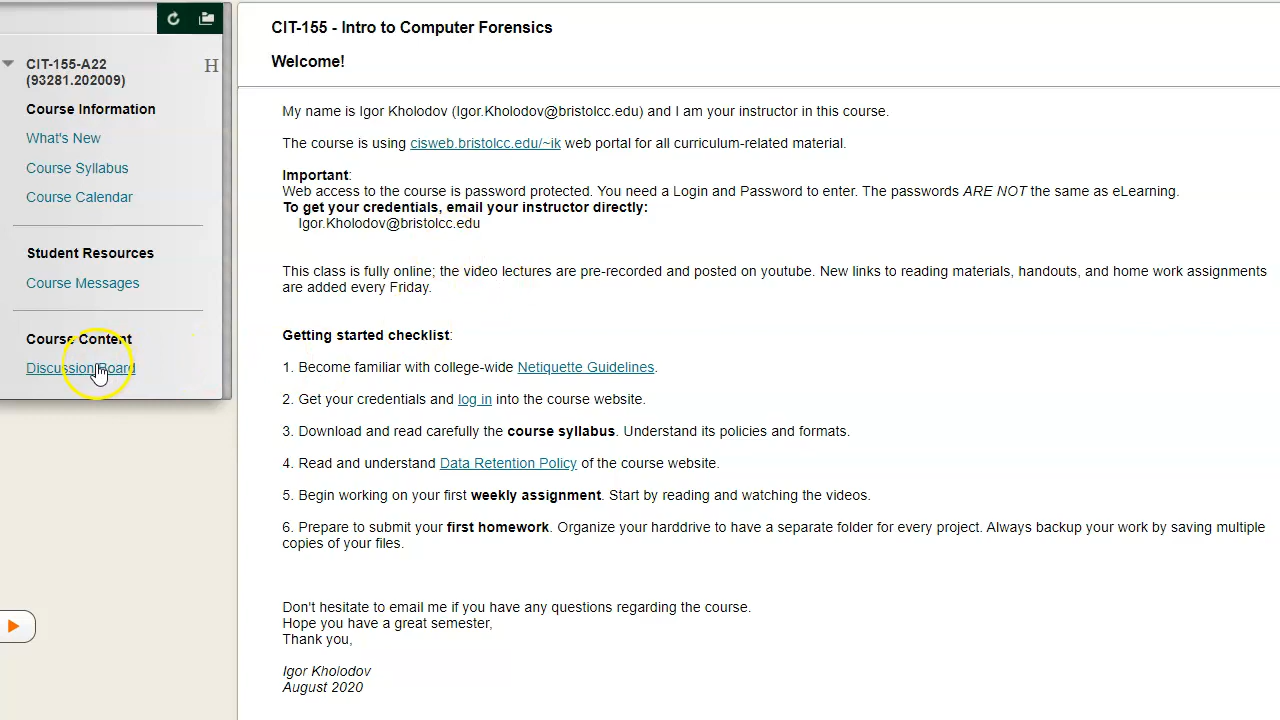 CIT-155-A22
(93281.202009)
H
Course Information
What's New
Course Syllabus
Course Calendar
Student Resources
Course Messages
Course Content
Discussion Board
CIT-155 - Intro to Computer Forensics
Welcome!
My name is Igor Kholodov (Igor.Kholodov@bristolcc.edu) and I am your instructor in this course.
The course is using cisweb.bristolcc.edu/~ik web portal for all curriculum-related material.
Important:
Web access to the course is password protected. You need a Login and Password to enter. The passwords ARE NOT the same as eLearning.
To get your credentials, email your instructor directly:
Igor.Kholodov@bristolcc.edu
This class is fully online; the video lectures are pre-recorded and posted on youtube. New links to reading materials, handouts, and home work assignments
are added every Friday.
Getting started checklist:
1. Become familiar with college-wide Netiquette Guidelines.
2. Get your credentials and log in into the course website.
3. Download and read carefully the course syllabus. Understand its policies and formats.
4. Read and understand Data Retention Policy of the course website.
5. Begin working on your first weekly assignment. Start by reading and watching the videos.
6. Prepare to submit your first homework. Organize your harddrive to have a separate folder for every project. Always backup your work by saving multiple
copies of your files.
Don't hesitate to email me if you have any questions regarding the course.
Hope you have a great semester,
Thank you,
Igor Kholodov
August 2020